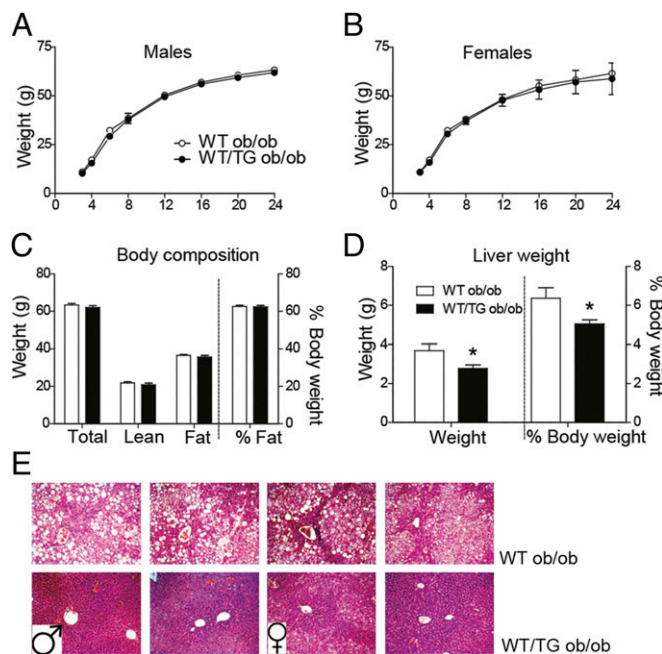 A
Males
Weight (g)
75
50
25
0
WT ob/ob
WT/TG ob/ob
0 4 8 12 16 20 24
B
Females
Weight (g)
75
50
25
0
0 4 8 12 16 20 24
C
Body composition
Weight (g)
80
60
40
20
0
80
60
40
20
0
% Body weight
Total Lean Fat % Fat
D
Liver weight
Weight (g)
8
6
4
2
0
WT ob/ob
WT/TG ob/ob
*
*
8
6
4
2
0
% Body weight
Weight % Body weight
E
WT ob/ob
♂ ♀
WT/TG ob/ob